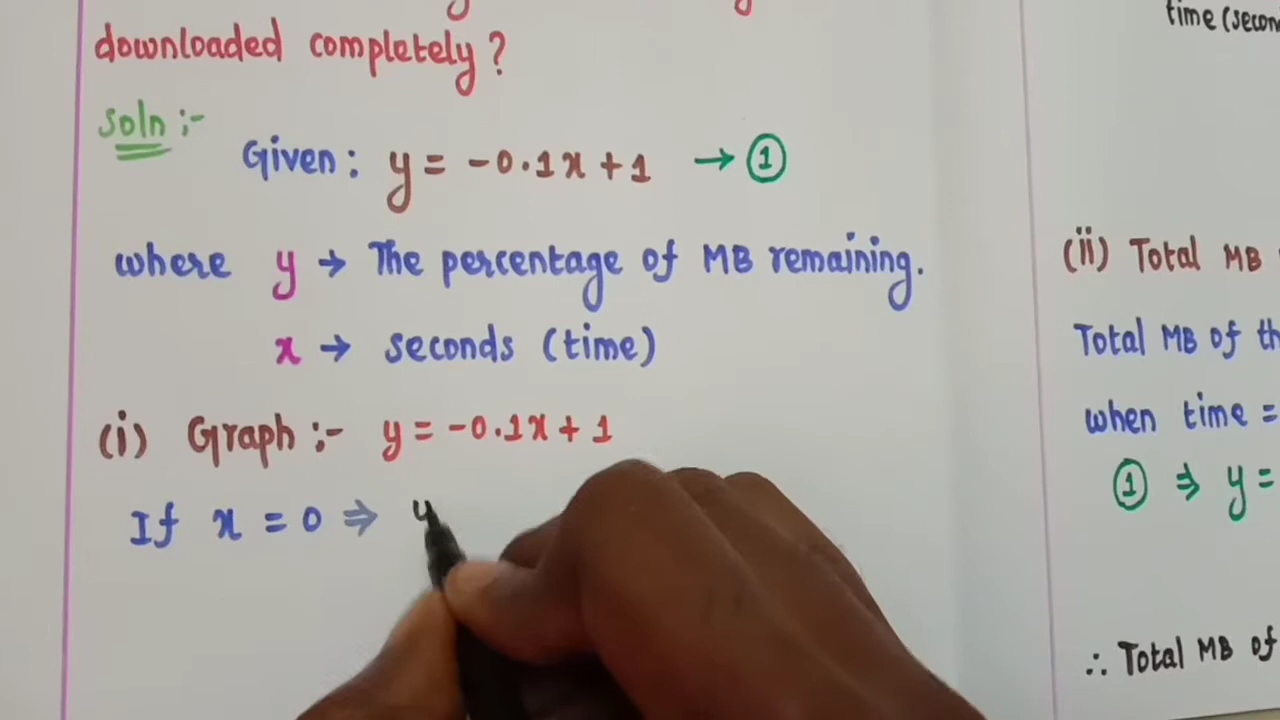 downloaded completely?
Soln :-
Given: y = -0.1x + 1 → ①
where y → The percentage of MB remaining.
x → seconds (time)
(i) Graph :- y = -0.1x + 1
If x = 0 ⇒ y
time (secon
(ii) Total MB
Total MB of th
when time =
① ⇒ y =
∴ Total MB of